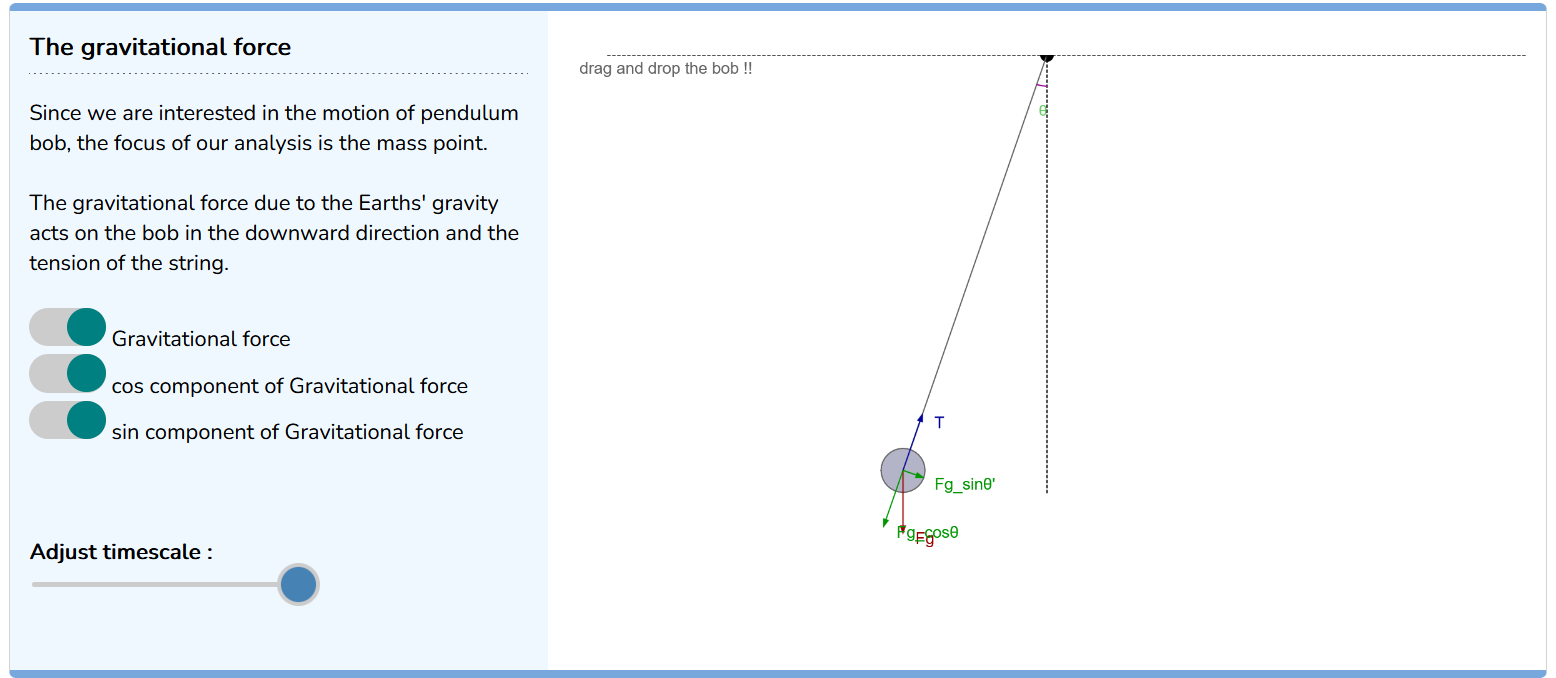 The gravitational force
Since we are interested in the motion of pendulum
bob, the focus of our analysis is the mass point.
The gravitational force due to the Earths' gravity
acts on the bob in the downward direction and the
tension of the string.
Gravitational force
cos component of Gravitational force
sin component of Gravitational force
Adjust timescale :
drag and drop the bob !!
θ
T
Fg_sinθ'
Fg_cosθ
Fg